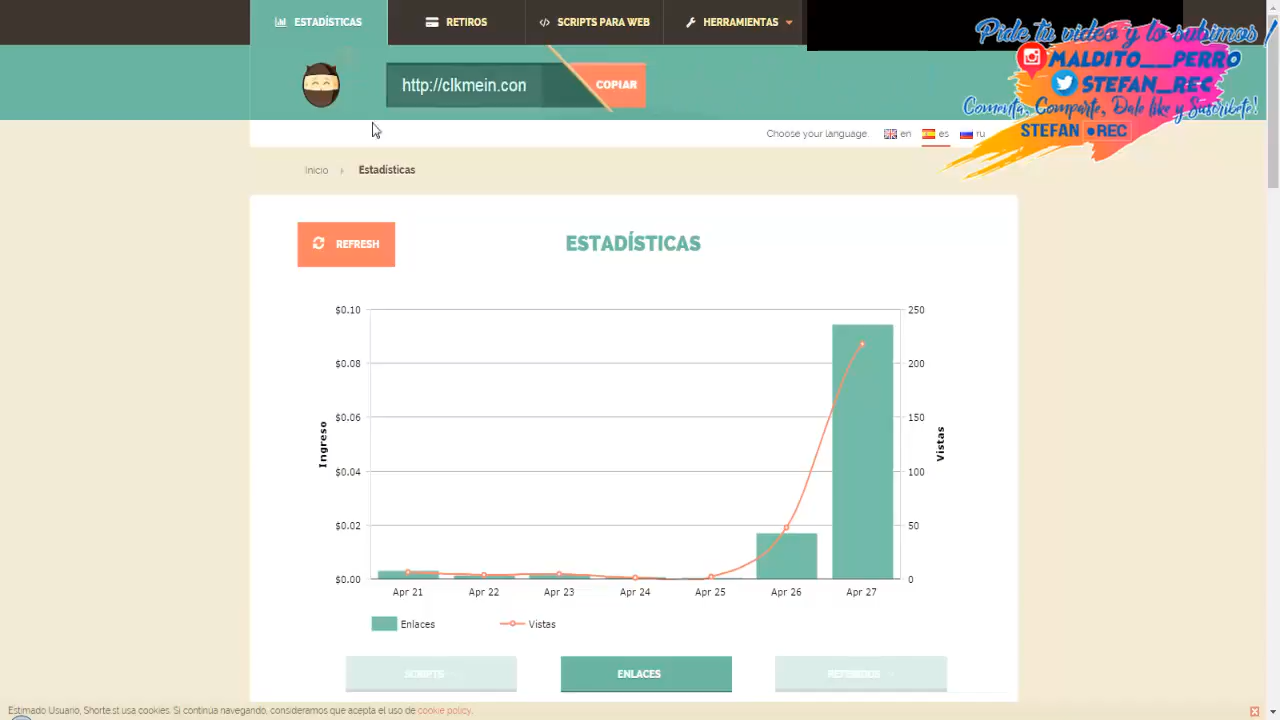 ESTADÍSTICAS
RETIROS
SCRIPTS PARA WEB
HERRAMIENTAS
Pide tu video y lo subimos!
MALDITO__PERRO
STEFAN_REC
Comenta, Comparte, Dale like y Suscribete!
STEFAN ●REC
http://clkmein.con
COPIAR
Choose your language: en es ru
Inicio › Estadísticas
REFRESH
ESTADÍSTICAS
$0.10 250
$0.08 200
$0.06 150
$0.04 100
$0.02 50
$0.00 0
Ingreso
Vistas
Apr 21 Apr 22 Apr 23 Apr 24 Apr 25 Apr 26 Apr 27
Enlaces Vistas
SCRIPTS
ENLACES
REFERIDOS
Estimado Usuario, Shorte.st usa cookies. Si continúa navegando, consideramos que acepta el uso de cookie policy.